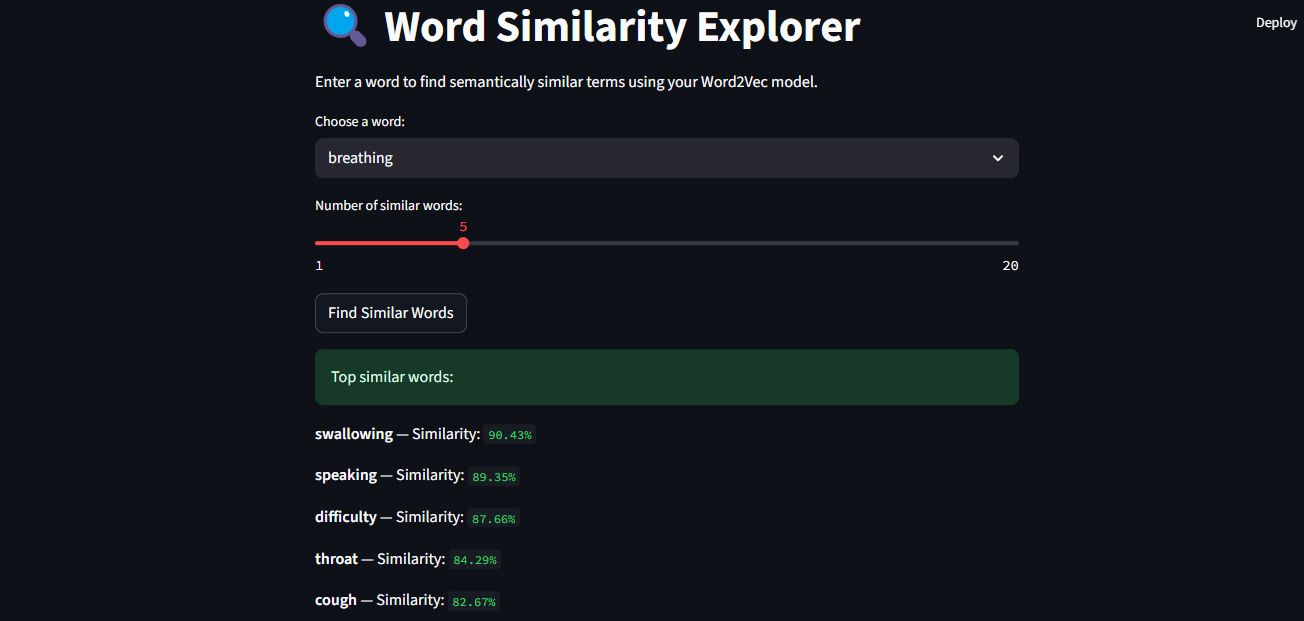 Deploy
Word Similarity Explorer
Enter a word to find semantically similar terms using your Word2Vec model.
Choose a word:
breathing
Number of similar words:
5
1 20
Find Similar Words
Top similar words:
swallowing — Similarity: 90.43%
speaking — Similarity: 89.35%
difficulty — Similarity: 87.66%
throat — Similarity: 84.29%
cough — Similarity: 82.67%